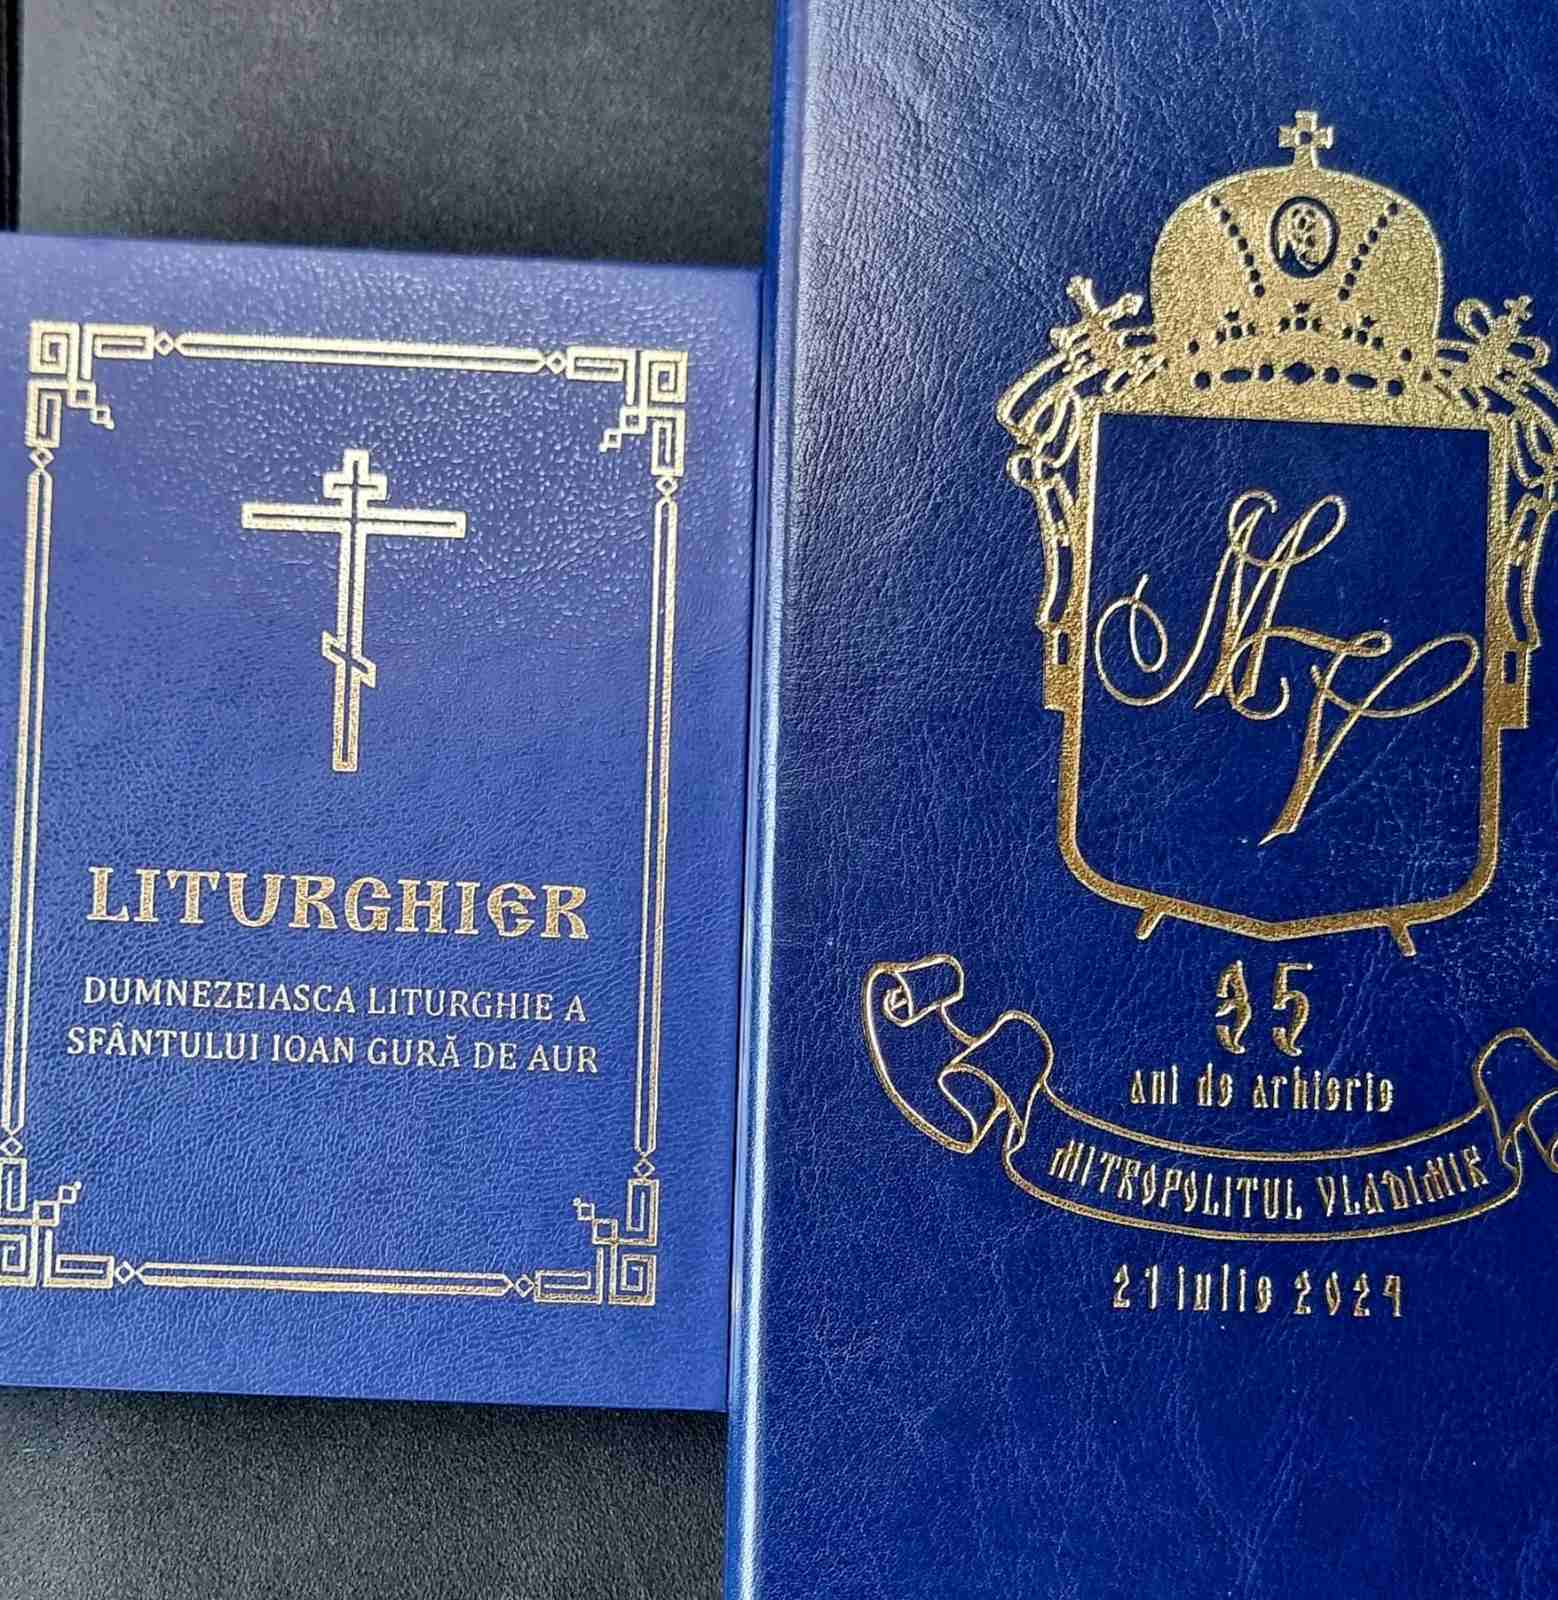 LITURGHIER
DUMNEZEIASCA LITURGHIE A
SFÂNTULUI IOAN GURĂ DE AUR
MV
35
ani de arhierie
MITROPOLITUL VLADIMIR
21 iulie 2024